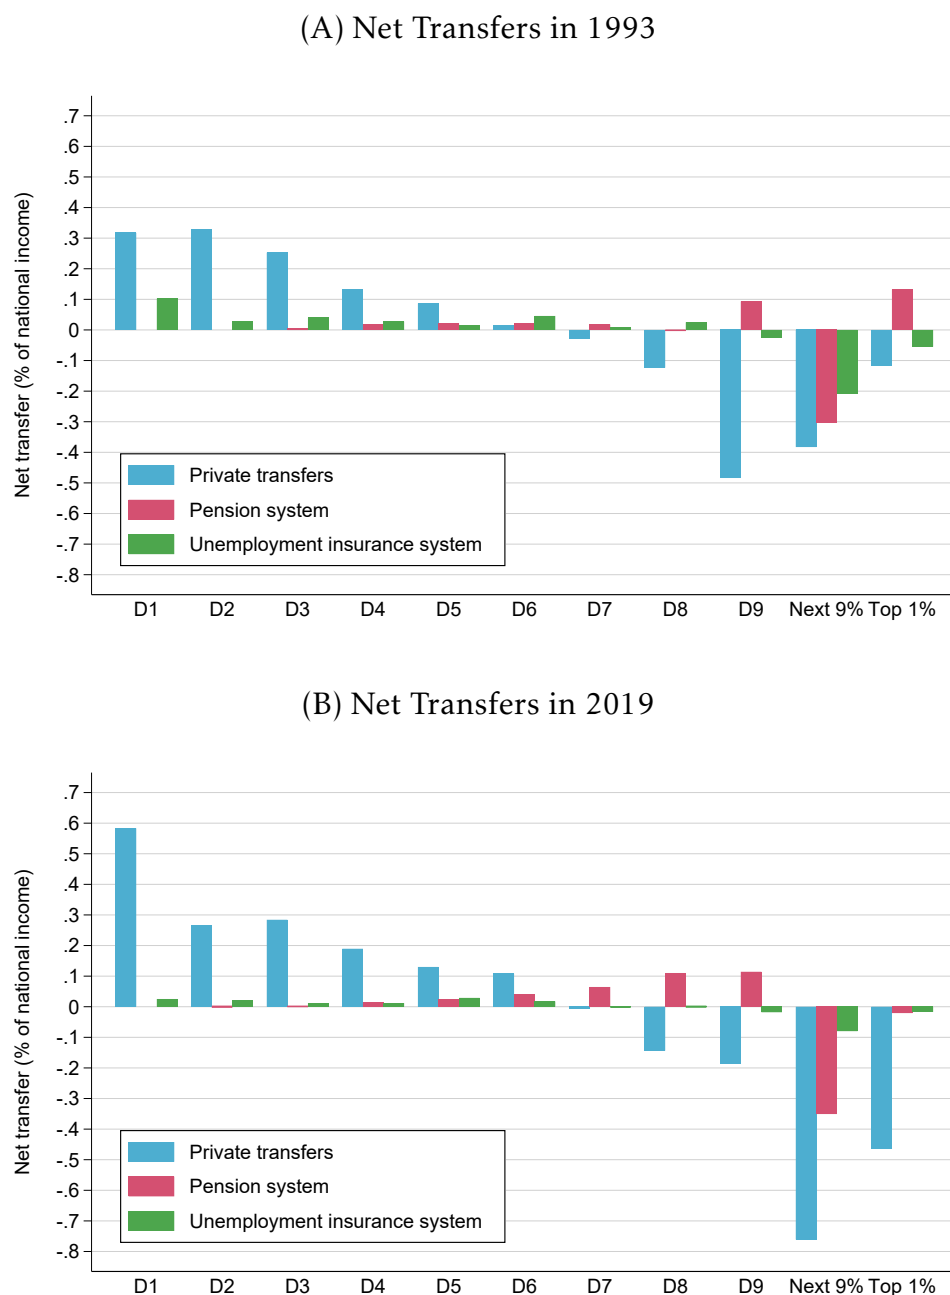 (A) Net Transfers in 1993
Net transfer (% of national income)
.7
.6
.5
.4
.3
.2
.1
0
-.1
-.2
-.3
-.4
-.5
-.6
-.7
-.8
Private transfers
Pension system
Unemployment insurance system
D1 D2 D3 D4 D5 D6 D7 D8 D9 Next 9% Top 1%
(B) Net Transfers in 2019
Net transfer (% of national income)
.7
.6
.5
.4
.3
.2
.1
0
-.1
-.2
-.3
-.4
-.5
-.6
-.7
-.8
Private transfers
Pension system
Unemployment insurance system
D1 D2 D3 D4 D5 D6 D7 D8 D9 Next 9% Top 1%